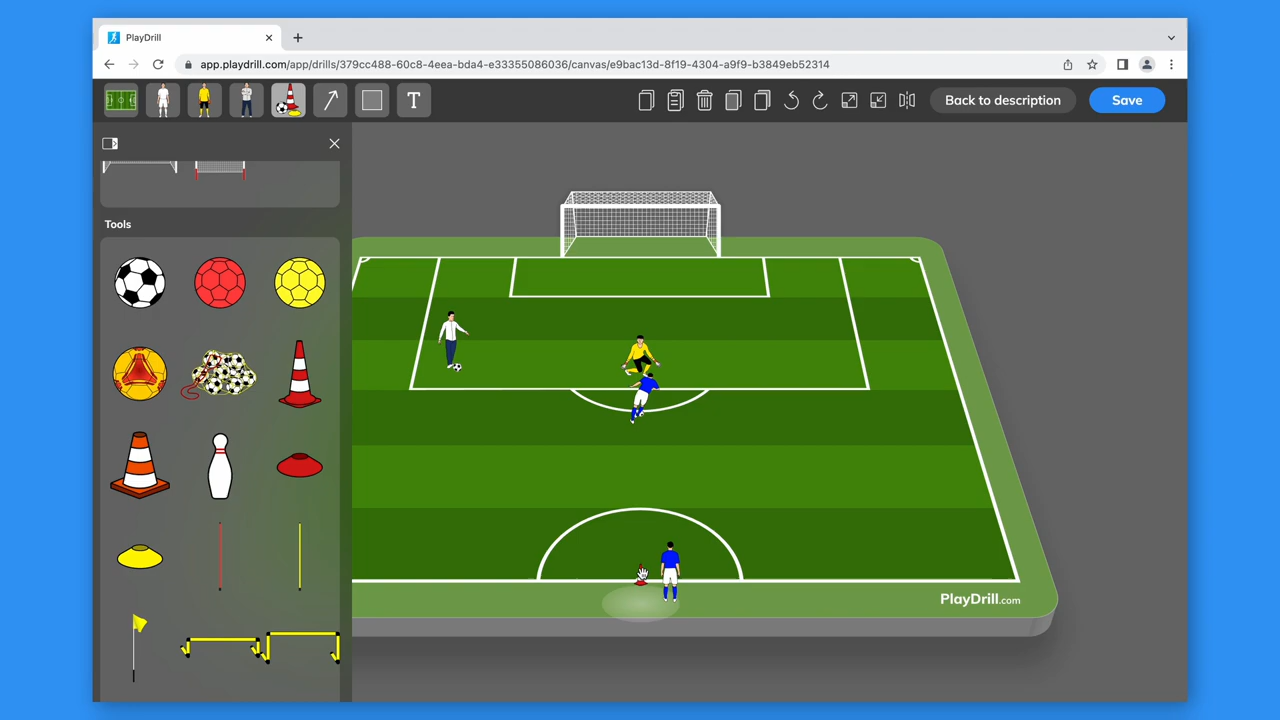 PlayDrill
app.playdrill.com/app/drills/379cc488-60c8-4eea-bda4-e33355086036/canvas/e9bac13d-8f19-4304-a9f9-b3849eb52314
T
Back to description
Save
Tools
PlayDrill.com